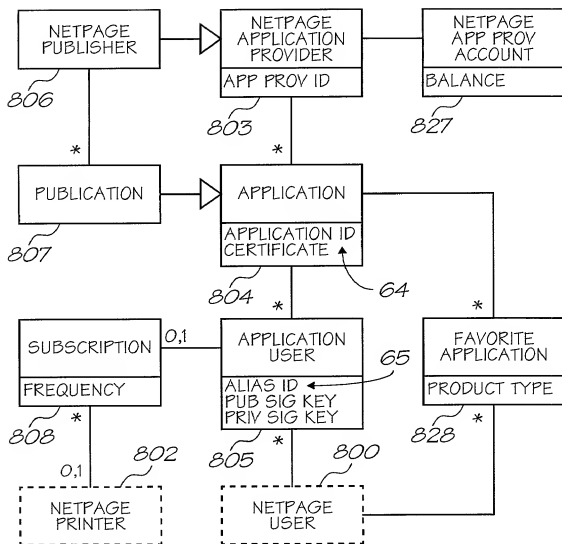 NETPAGE
PUBLISHER
806
NETPAGE
APPLICATION
PROVIDER
APP PROV ID
803
NETPAGE
APP PROV
ACCOUNT
BALANCE
827
*
*
PUBLICATION
807
APPLICATION
APPLICATION ID
CERTIFICATE
804
64
*
*
SUBSCRIPTION
FREQUENCY
808
0,1
APPLICATION
USER
ALIAS ID
PUB SIG KEY
PRIV SIG KEY
805
65
FAVORITE
APPLICATION
PRODUCT TYPE
828
*
*
*
0,1
802
800
NETPAGE
PRINTER
NETPAGE
USER